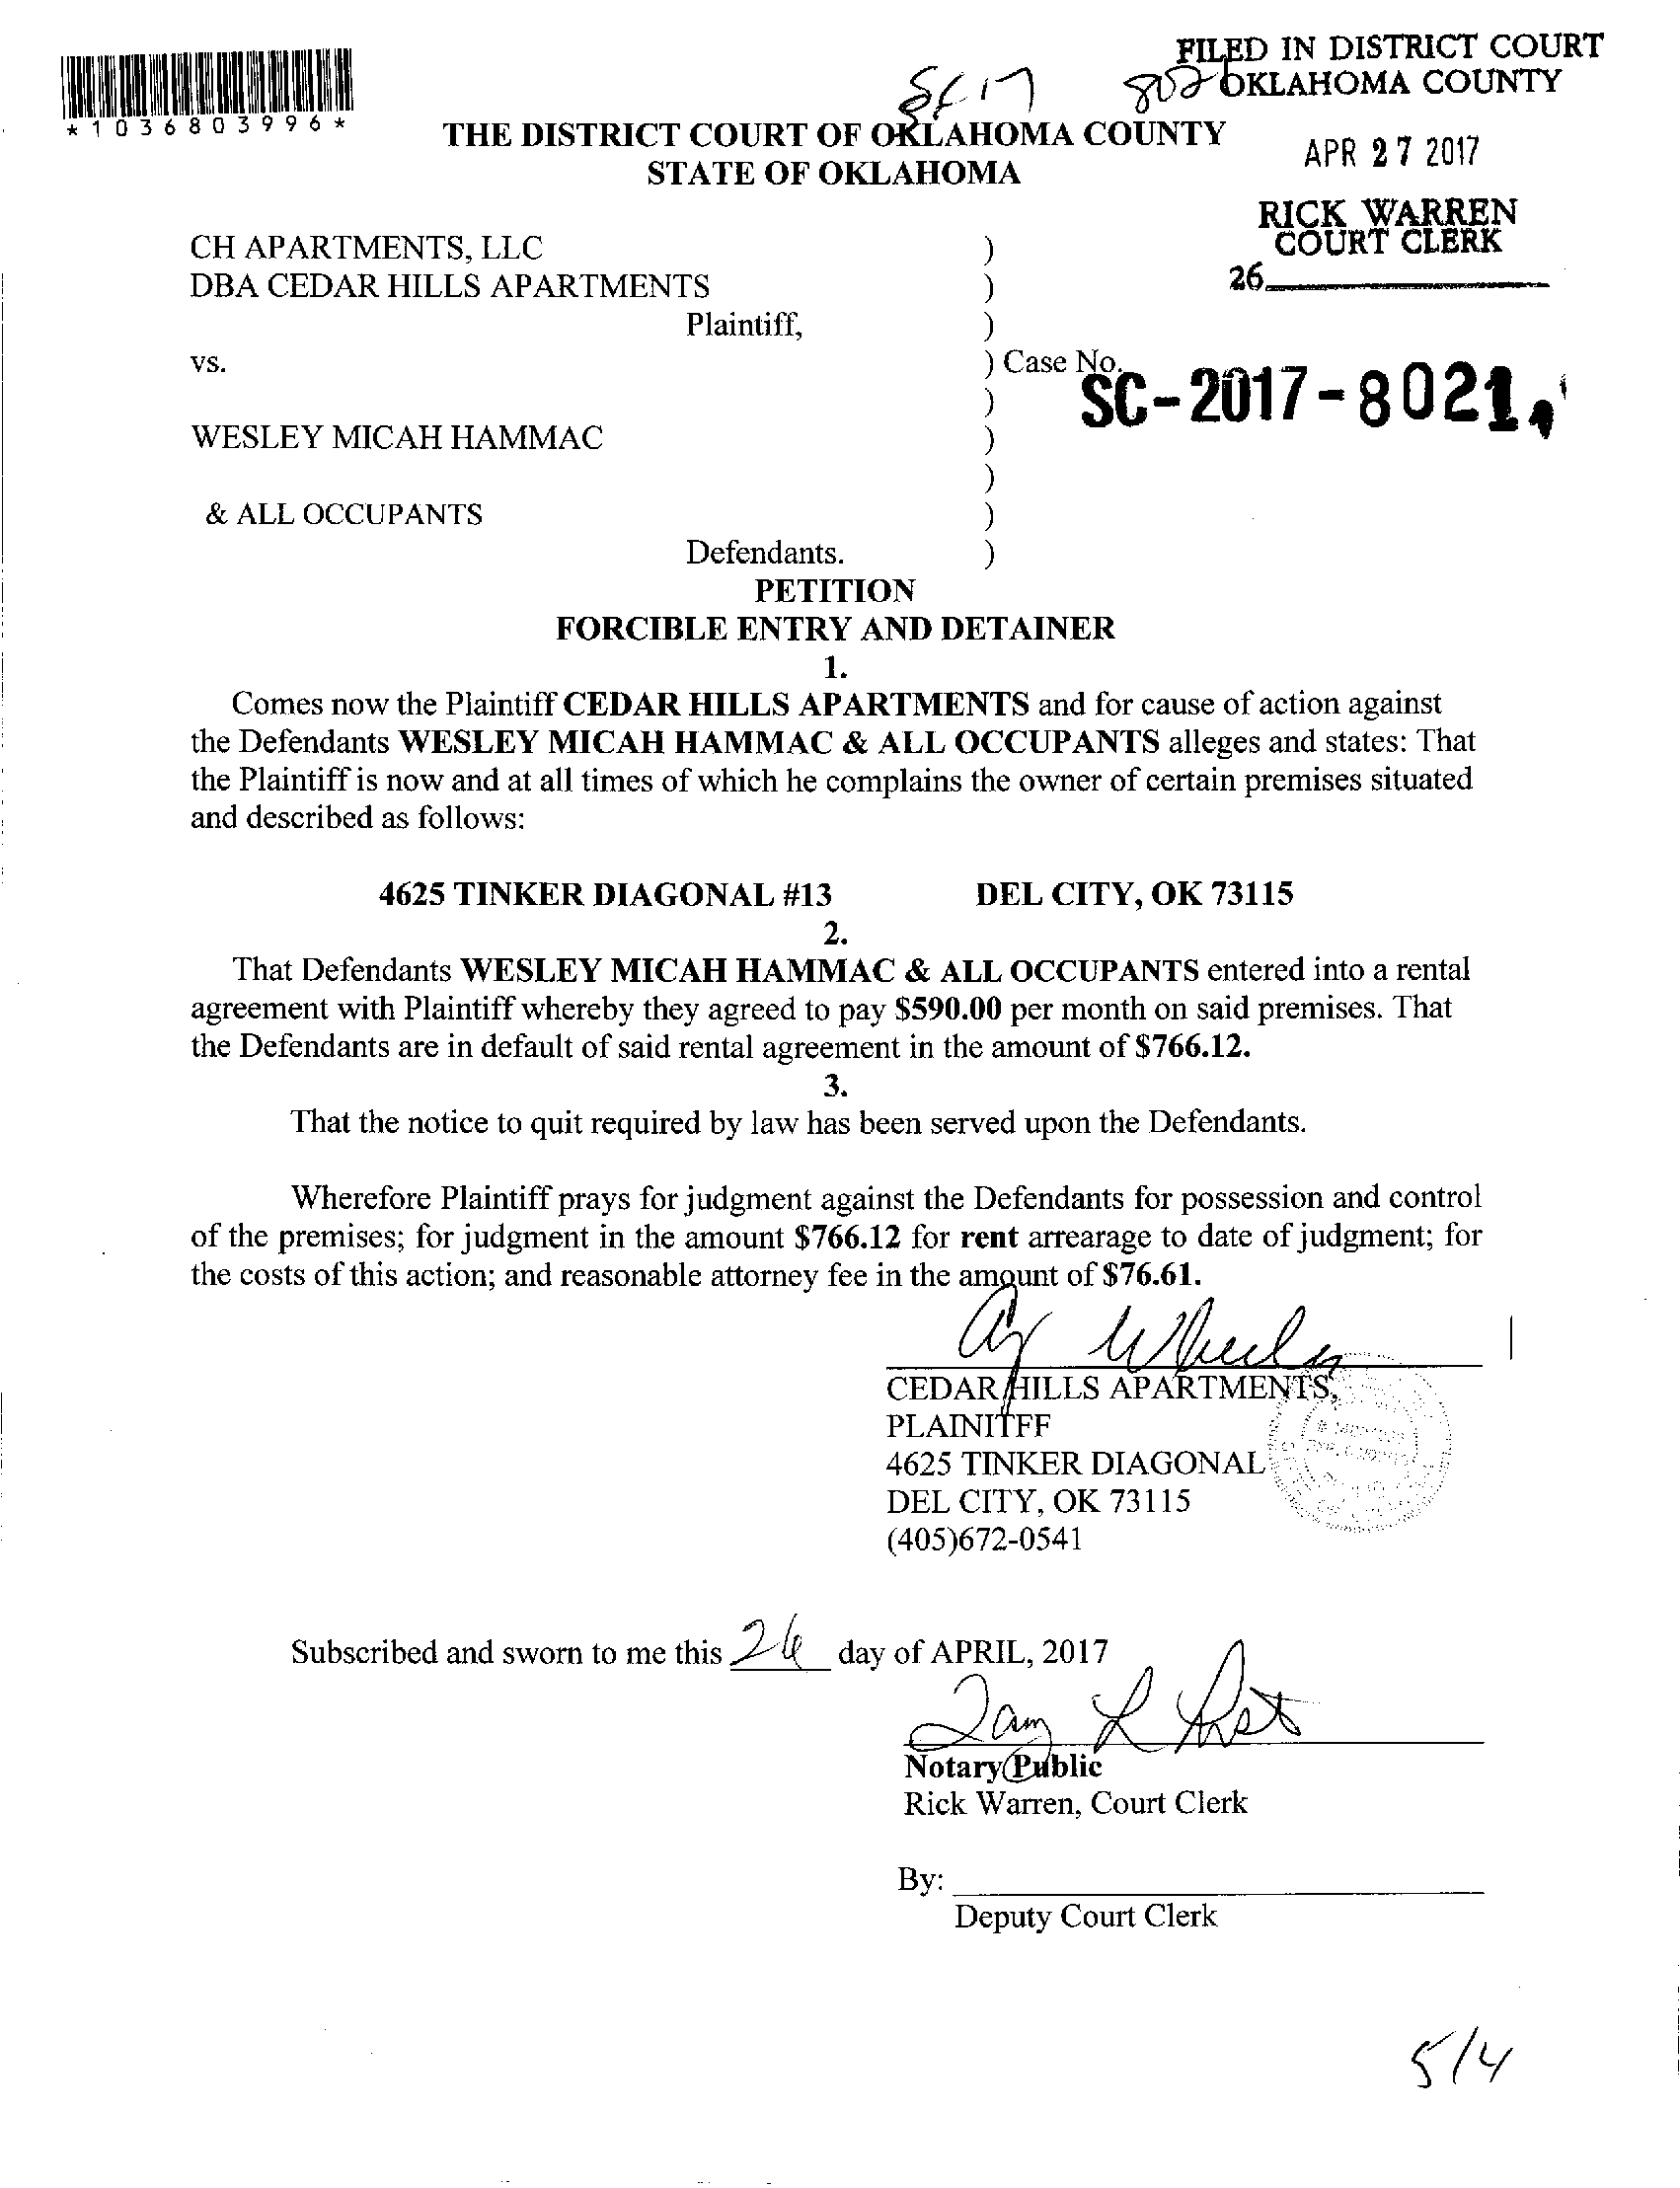 FILED IN DISTRICT COURT
OKLAHOMA COUNTY
*1036803996*
SC 17
THE DISTRICT COURT OF OKLAHOMA COUNTY
STATE OF OKLAHOMA
APR 27 2017
RICK WARREN
COURT CLERK
26
CH APARTMENTS, LLC )
DBA CEDAR HILLS APARTMENTS )
Plaintiff, )
vs. ) Case No.
SC-2017-8021
)
WESLEY MICAH HAMMAC )
)
& ALL OCCUPANTS )
Defendants. )
PETITION
FORCIBLE ENTRY AND DETAINER
1.
Comes now the Plaintiff CEDAR HILLS APARTMENTS and for cause of action against
the Defendants WESLEY MICAH HAMMAC & ALL OCCUPANTS alleges and states: That
the Plaintiff is now and at all times of which he complains the owner of certain premises situated
and described as follows:
4625 TINKER DIAGONAL #13 DEL CITY, OK 73115
2.
That Defendants WESLEY MICAH HAMMAC & ALL OCCUPANTS entered into a rental
agreement with Plaintiff whereby they agreed to pay $590.00 per month on said premises. That
the Defendants are in default of said rental agreement in the amount of $766.12.
3.
That the notice to quit required by law has been served upon the Defendants.
Wherefore Plaintiff prays for judgment against the Defendants for possession and control
of the premises; for judgment in the amount $766.12 for rent arrearage to date of judgment; for
the costs of this action; and reasonable attorney fee in the amount of $76.61.
CEDAR HILLS APARTMENTS,
PLAINITFF
4625 TINKER DIAGONAL
DEL CITY, OK 73115
(405)672-0541
Subscribed and sworn to me this 26 day of APRIL, 2017
Notary Public
Rick Warren, Court Clerk
By:
Deputy Court Clerk
5/4